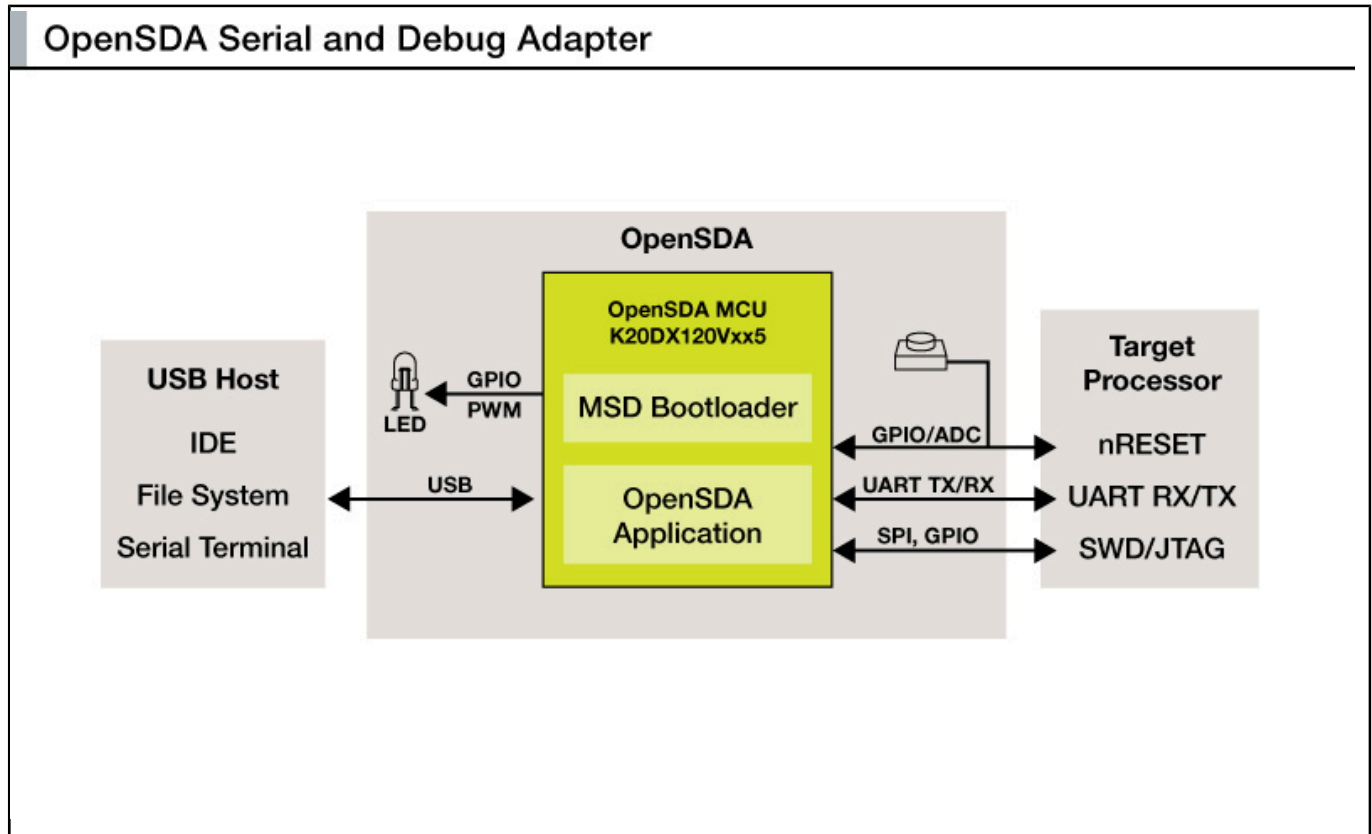 OpenSDA Serial and Debug Adapter
OpenSDA
OpenSDA MCU
K20DX120Vxx5
MSD Bootloader
OpenSDA
Application
USB Host
IDE
File System
Serial Terminal
LED
GPIO
PWM
USB
GPIO/ADC
UART TX/RX
SPI, GPIO
Target
Processor
nRESET
UART RX/TX
SWD/JTAG